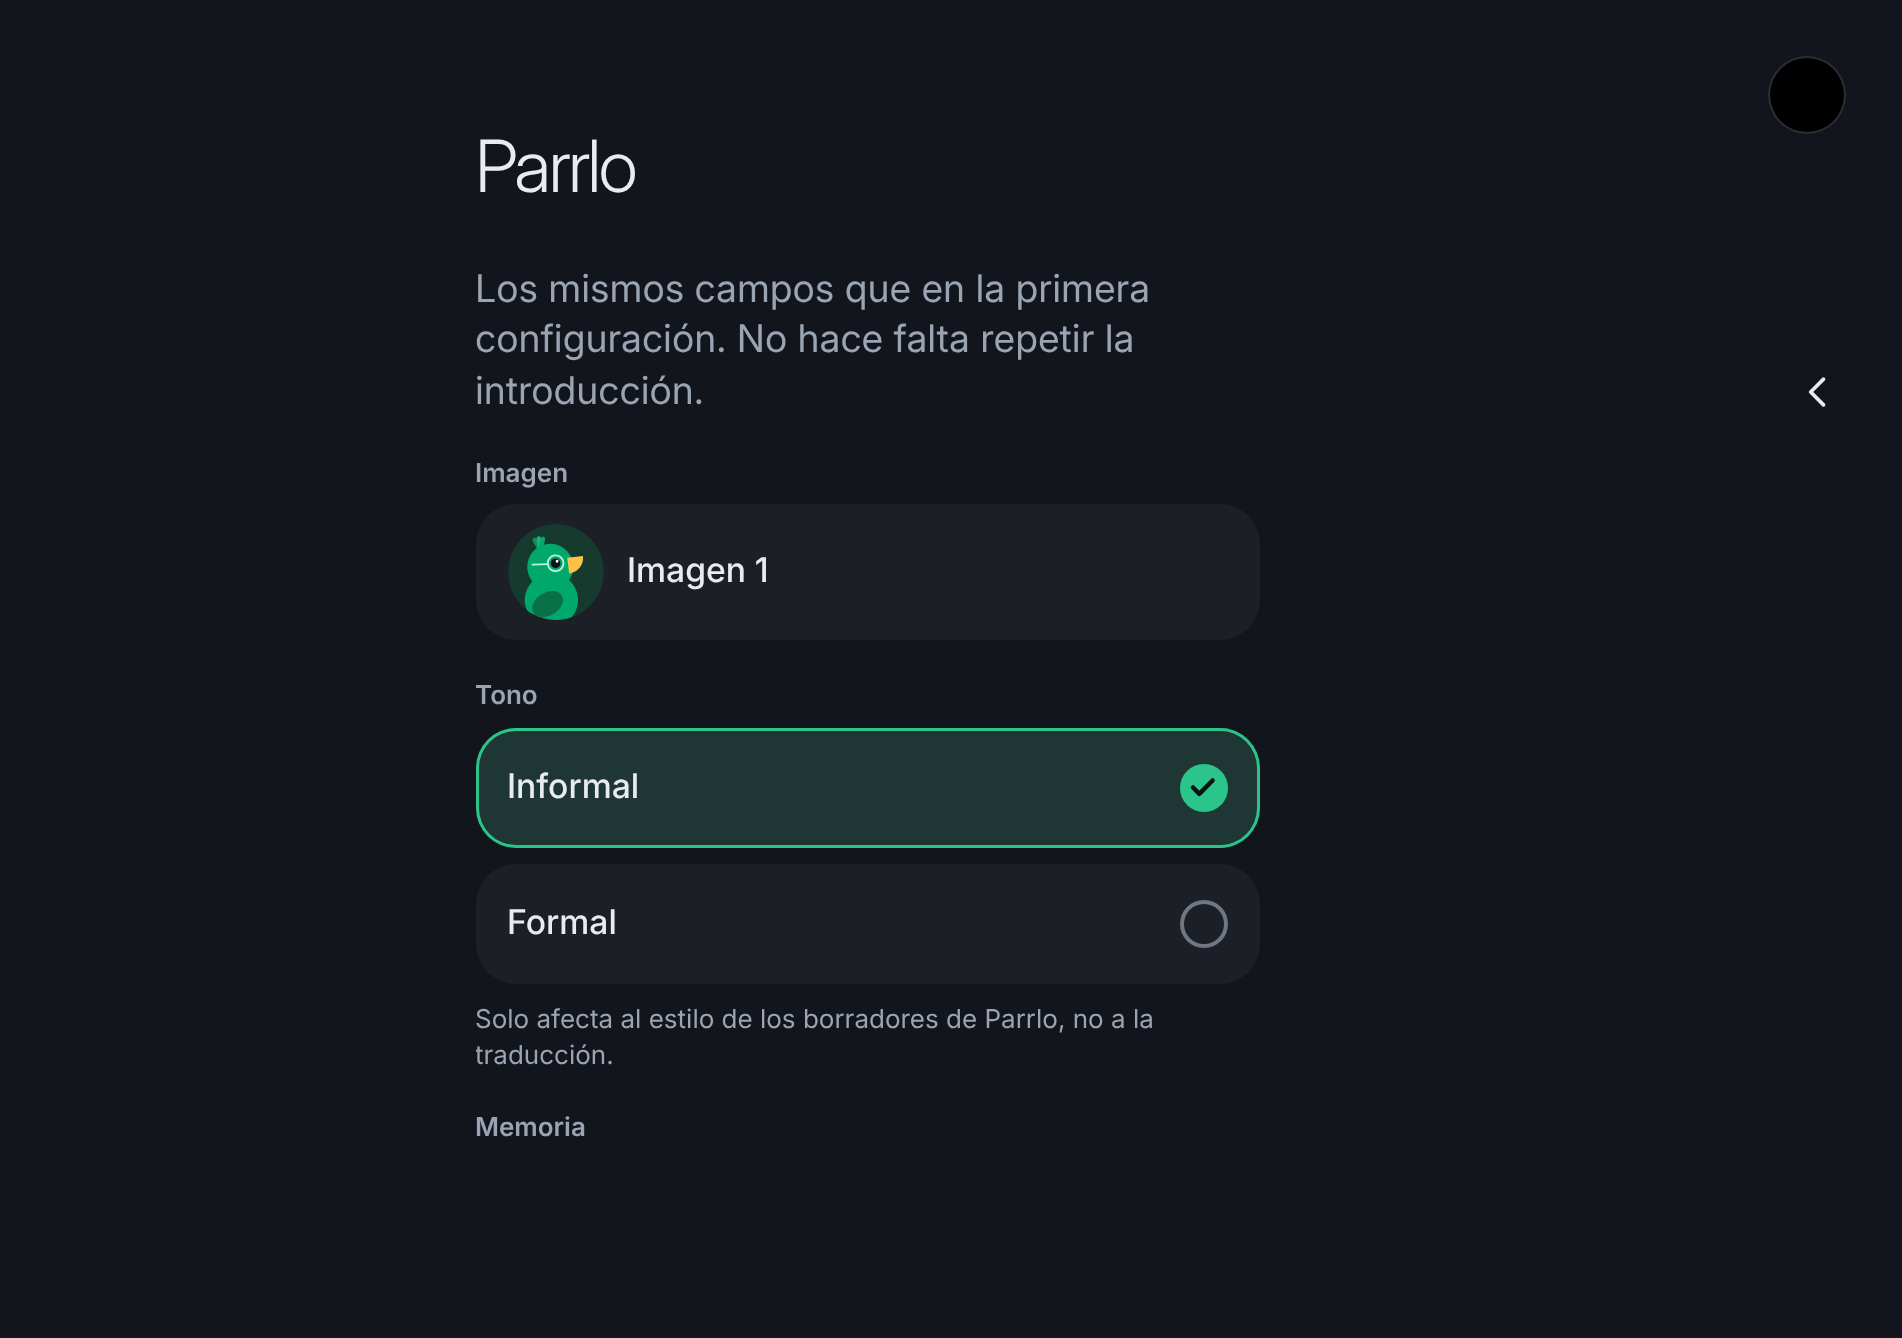 Parrlo
Los mismos campos que en la primera
configuración. No hace falta repetir la
introducción.
Imagen
Imagen 1
Tono
Informal
Formal
Solo afecta al estilo de los borradores de Parrlo, no a la
traducción.
Memoria